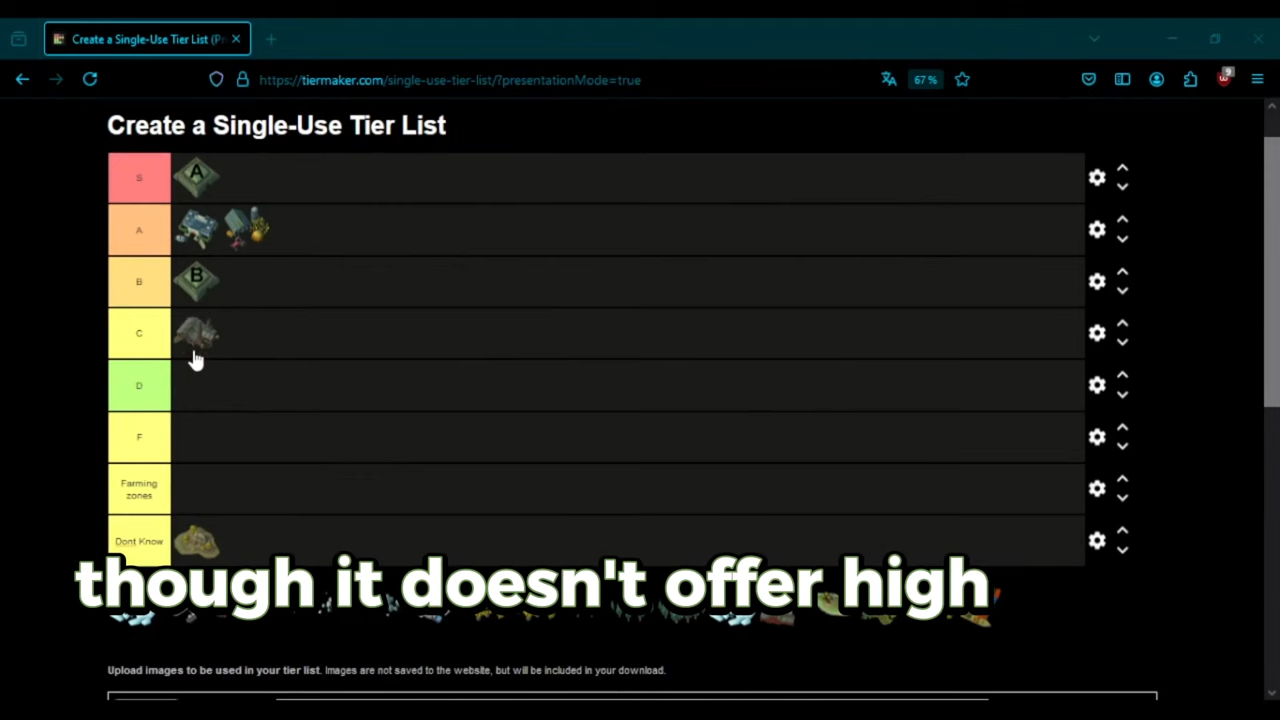 Create a Single-Use Tier List (Pr
https://tiermaker.com/single-use-tier-list/?presentationMode=true
67 %
9
Create a Single-Use Tier List
S
A
A
B
B
C
D
F
Farming
zones
Dont Know
though it doesn't offer high
Upload images to be used in your tier list. Images are not saved to the website, but will be included in your download.